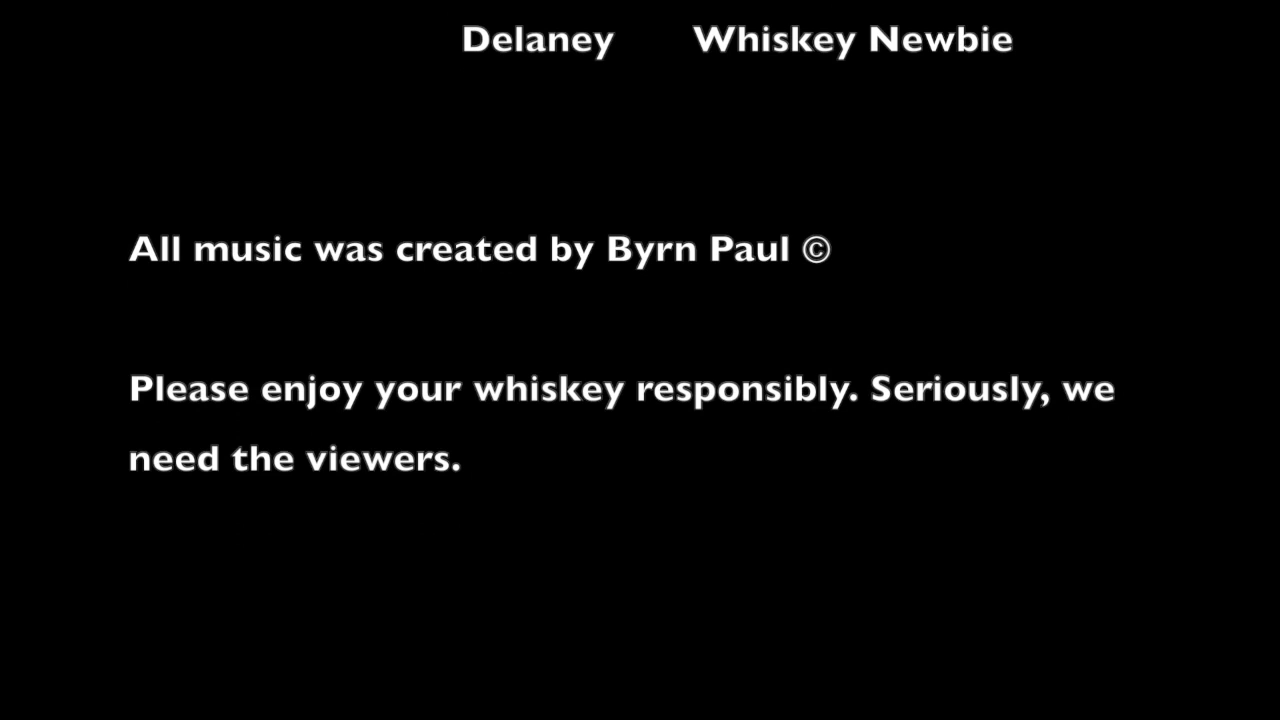 Delaney Whiskey Newbie
All music was created by Byrn Paul ©
Please enjoy your whiskey responsibly. Seriously, we
need the viewers.